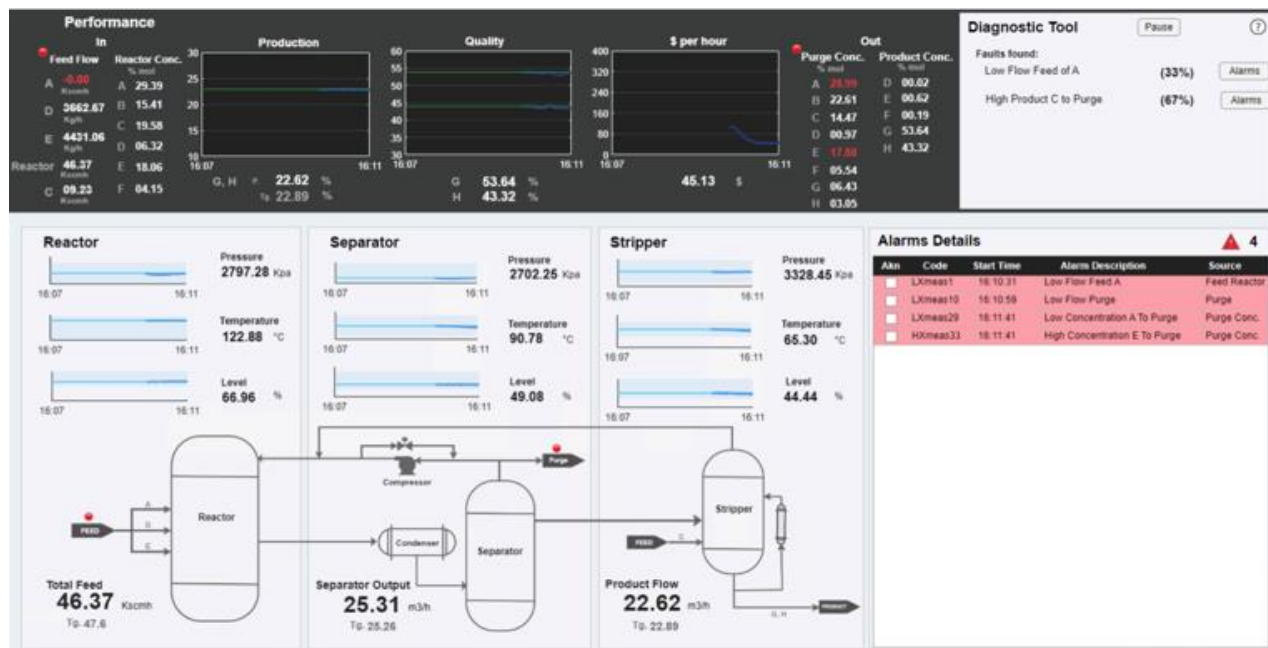 Performance
In
Feed Flow Reactor Conc.
% mol
A -0.00 A 29.39
Kscmh
D 3662.67 B 15.41
Kg/h
C 19.58
E 4431.06 D 06.32
Kg/h
Reactor 46.37 E 18.06
Kscmh
C 09.23 F 04.15
Kscmh
Production
30
25
20
15
10
16:07 16:11
G, H 22.62 %
Tg. 22.89 %
Quality
60
55
50
45
40
35
30
16:07 16:11
G 53.64 %
H 43.32 %
$ per hour
400
320
240
160
80
0
16:07 16:11
45.13 $
Out
Purge Conc. Product Conc.
% mol % mol
A D 00.02
B 22.61 E 00.62
C 14.47 F 00.19
D 00.97 G 53.64
E H 43.32
F 05.54
G 06.43
H 03.05
Diagnostic Tool Pause ?
Faults found:
Low Flow Feed of A (33%) Alarms
High Product C to Purge (67%) Alarms
Reactor
Pressure
2797.28 Kpa
16:07 16:11
Temperature
122.88 °C
16:07 16:11
Level
66.96 %
16:07 16:11
Separator
Pressure
2702.25 Kpa
16:07 16:11
Temperature
90.78 °C
16:07 16:11
Level
49.08 %
16:07 16:11
Stripper
Pressure
3328.45 Kpa
16:07 16:11
Temperature
65.30 °C
16:07 16:11
Level
44.44 %
16:07 16:11
Alarms Details 4
Akn Code Start Time Alarm Description Source
LXmeas1 16:10:31 Low Flow Feed A Feed Reactor
LXmeas10 16:10:59 Low Flow Purge Purge
LXmeas29 16:11:41 Low Concentration A To Purge Purge Conc.
HXmeas33 16:11:41 High Concentration E To Purge Purge Conc.
Compressor
Purge
FEED
A
E
Reactor
Condenser
Separator
Stripper
FEED
C
G, H
PRODUCT
Total Feed
46.37 Kscmh
Tg. 47.6
Separator Output
25.31 m3/h
Tg. 25.26
Product Flow
22.62 m3/h
Tg. 22.89